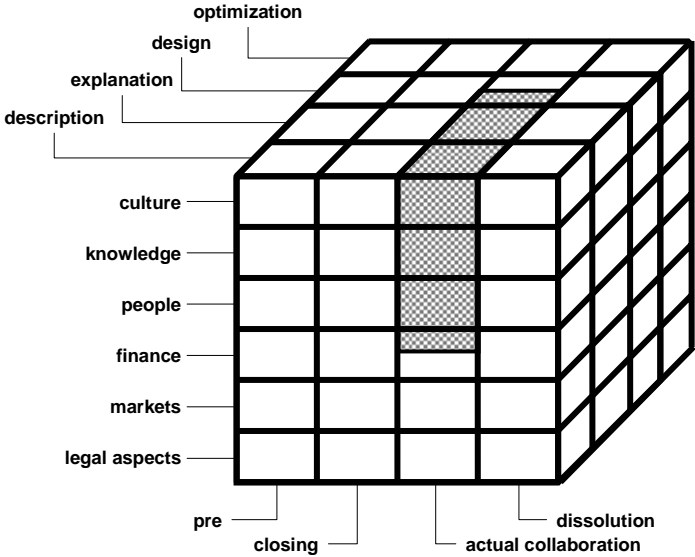 optimization
design
explanation
description
culture
knowledge
people
finance
markets
legal aspects
pre
dissolution
closing
actual collaboration